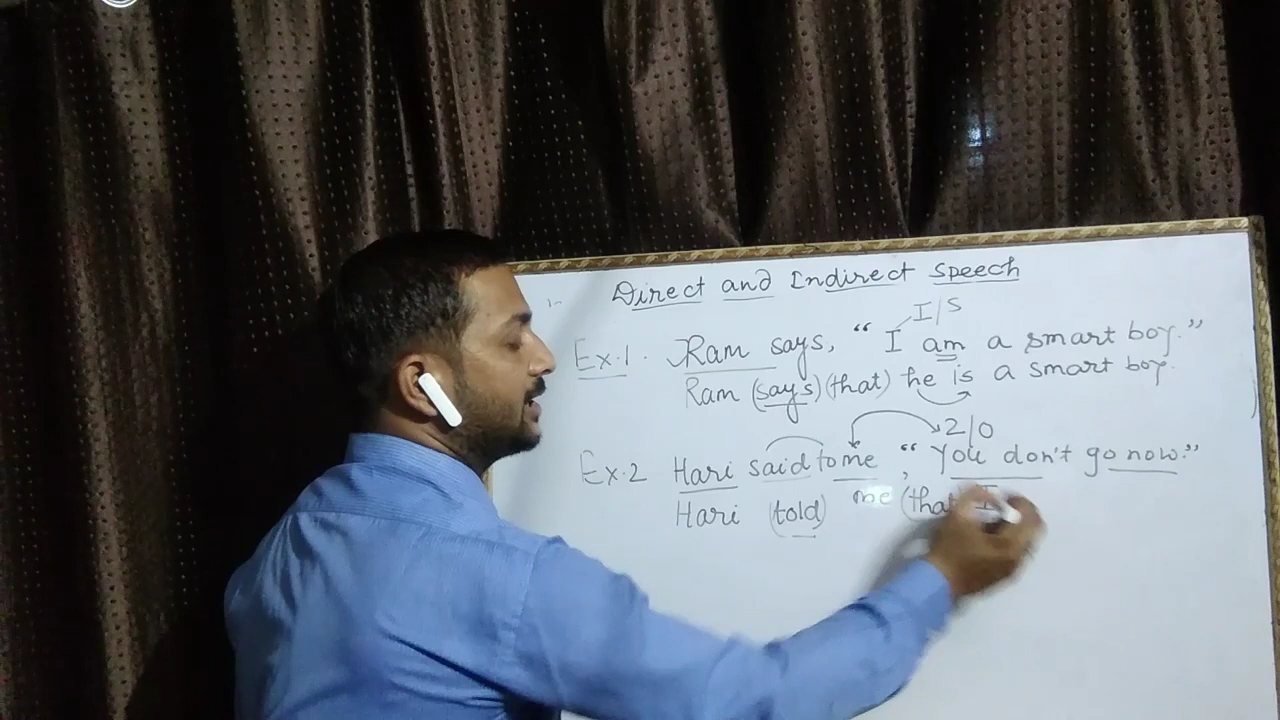 Direct and Indirect Speech
I/S
Ex.1. Ram says, “ I am a smart boy.”
Ram (says) (that) he is a smart boy.
2/0
Ex.2 Hari said to me , “ You don't go now.”
Hari (told) me (that I